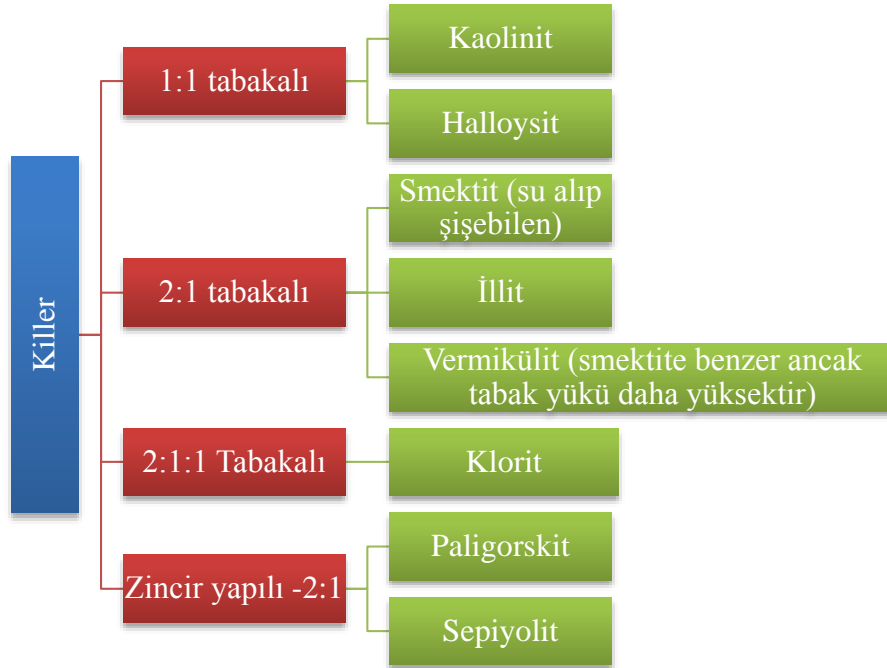 Killer
1:1 tabakalı
Kaolinit
Halloysit
2:1 tabakalı
Smektit (su alıp
şişebilen)
İllit
Vermikülit (smektite benzer ancak
tabak yükü daha yüksektir)
2:1:1 Tabakalı
Klorit
Zincir yapılı -2:1
Paligorskit
Sepiyolit